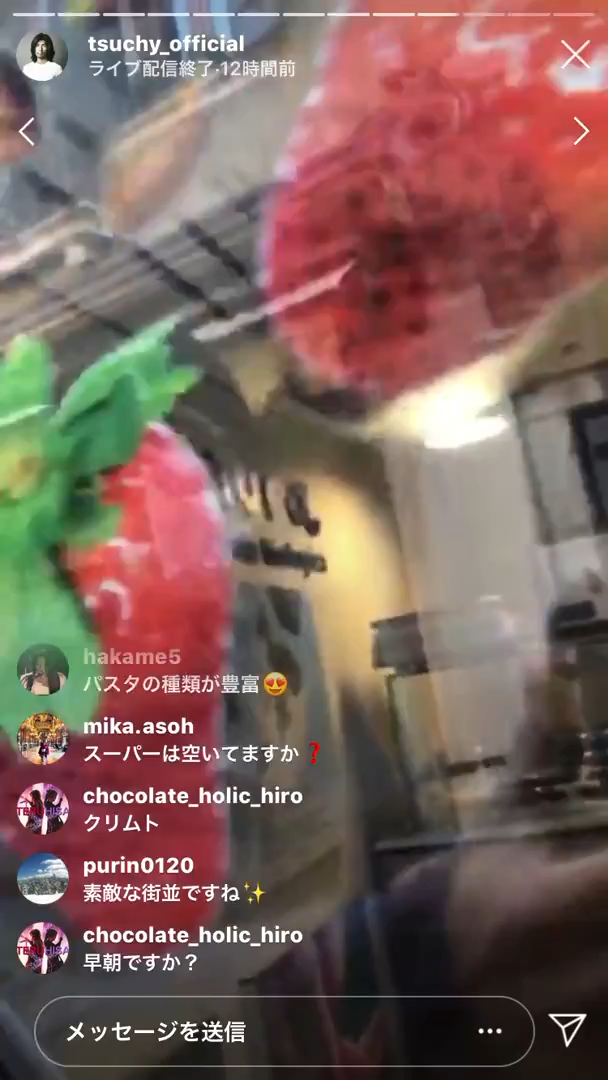 tsuchy_official
ライブ配信終了·12時間前
hakame5
パスタの種類が豊富😍
mika.asoh
スーパーは空いてますか❓
chocolate_holic_hiro
クリムト
purin0120
素敵な街並ですね✨
chocolate_holic_hiro
早朝ですか？
メッセージを送信